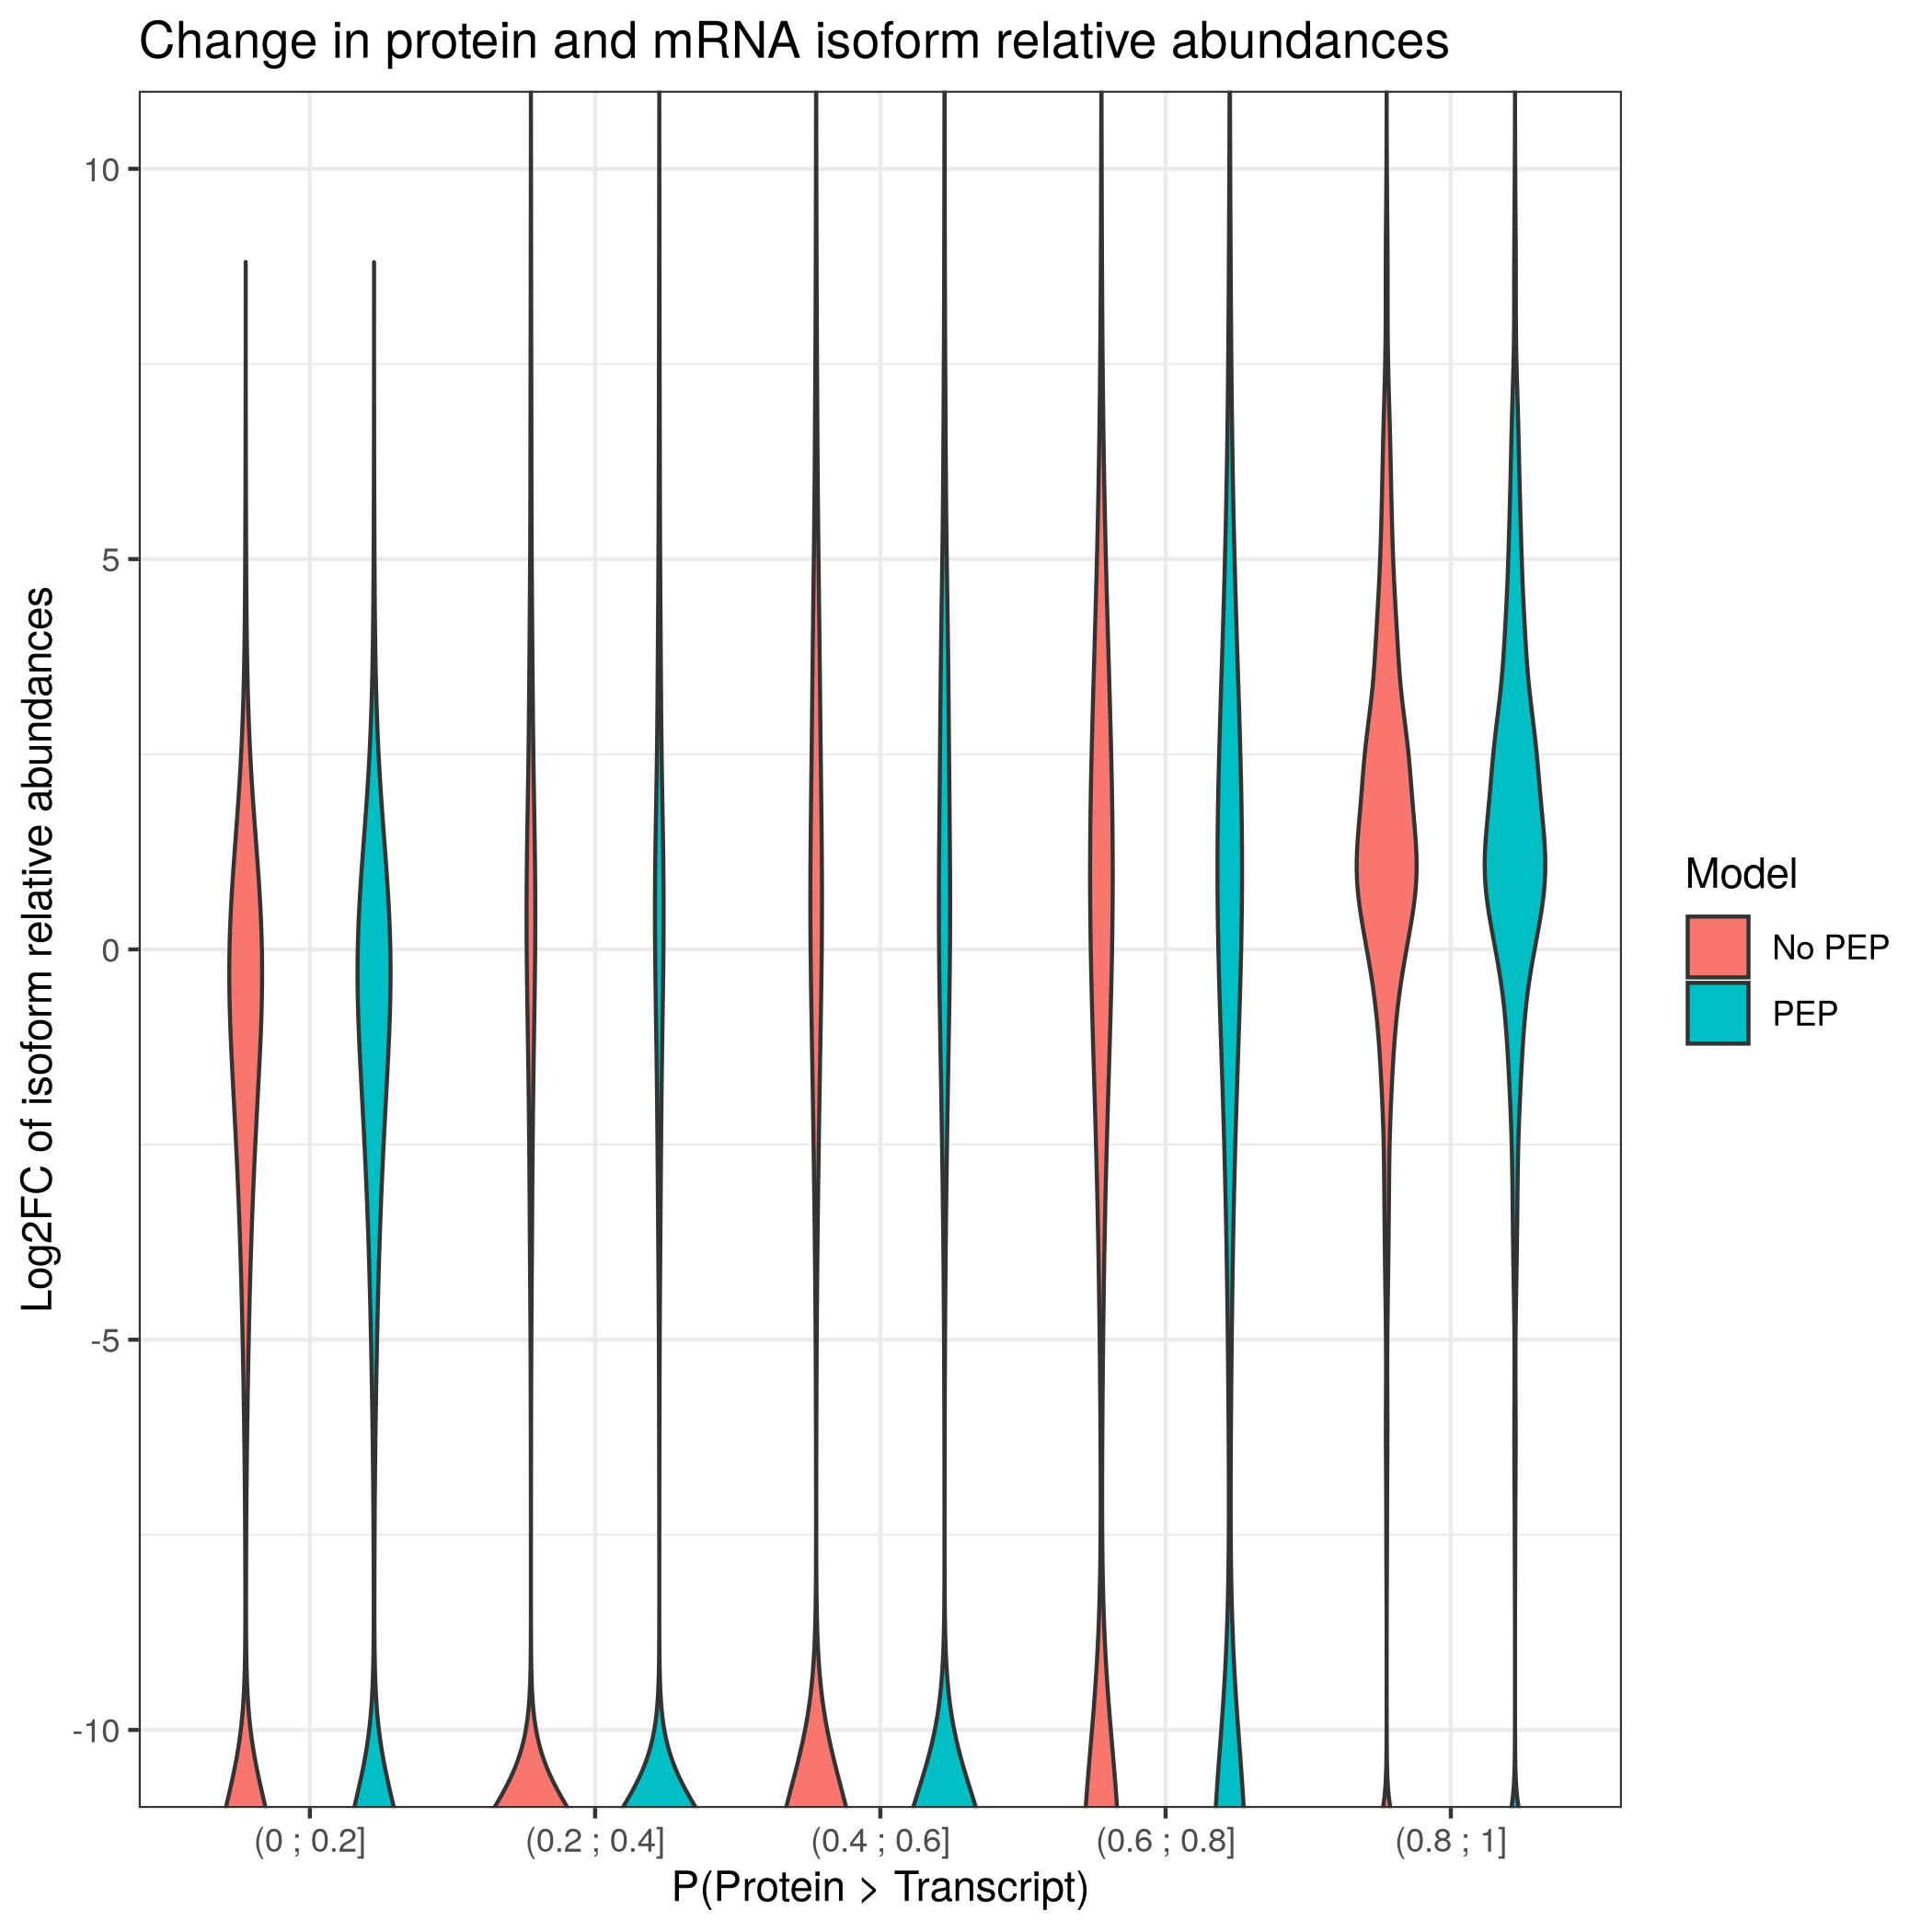 Change in protein and mRNA isoform relative abundances
Log2FC of isoform relative abundances
10
5
0
-5
-10
(0 ; 0.2]
(0.2 ; 0.4]
(0.4 ; 0.6]
(0.6 ; 0.8]
(0.8 ; 1]
P(Protein > Transcript)
Model
No PEP
PEP